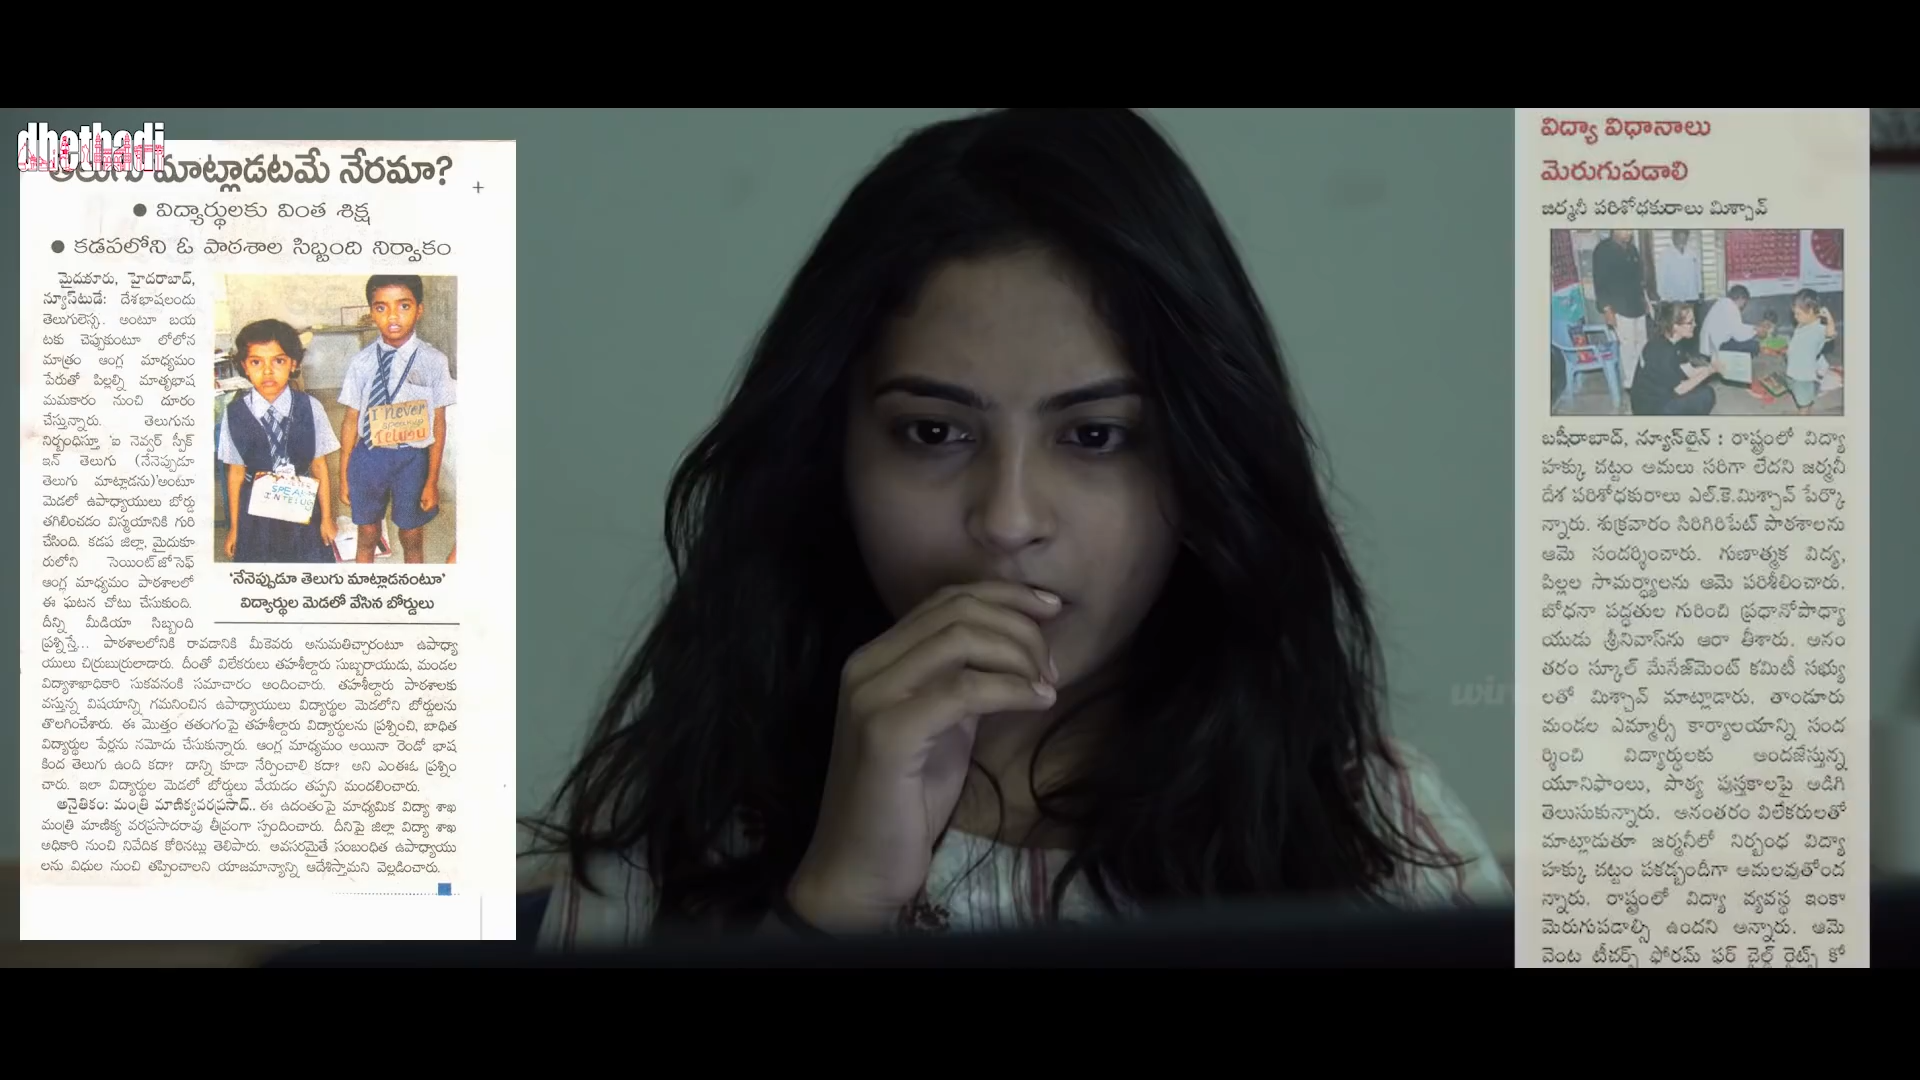 dhethadi
తెలుగు మాట్లాడటమే నేరమా?
● విద్యార్థులకు వింత శిక్ష
● కడపలోని ఓ పాఠశాల సిబ్బంది నిర్వాకం
మైదుకూరు, హైదరాబాద్,
న్యూస్‌టుడే: దేశభాషలందు
తెలుగులెస్స.. అంటూ బయ
టకు చెప్పుకుంటూ లోలోన
మాత్రం ఆంగ్ల మాధ్యమం
పేరుతో పిల్లల్ని మాతృభాష
మమకారం నుంచి దూరం
చేస్తున్నారు. తెలుగును
నిర్బంధిస్తూ 'ఐ నెవ్వర్ స్పీక్
ఇన్ తెలుగు (నేనెప్పుడూ
తెలుగు మాట్లాడను)'అంటూ
మెడలో ఉపాధ్యాయులు బోర్డు
తగిలించడం విస్మయానికి గురి
చేసింది. కడప జిల్లా, మైదుకూ
రులోని సెయింట్‌జోసెఫ్
ఆంగ్ల మాధ్యమం పాఠశాలలో
ఈ ఘటన చోటు చేసుకుంది.
దీన్ని మీడియా సిబ్బంది
I never
Telugu
SPEAK
IN TELUGU
'నేనెప్పుడూ తెలుగు మాట్లాడనంటూ'
విద్యార్థుల మెడలో వేసిన బోర్డులు
ప్రశ్నిస్తే... పాఠశాలలోనికి రావడానికి మీకెవరు అనుమతిచ్చారంటూ ఉపాధ్యా
యులు చిర్రుబుర్రులాడారు. దీంతో విలేకరులు తహశీల్దారు సుబ్బరాయుడు, మండల
విద్యాశాఖాధికారి సుకవనంకి సమాచారం అందించారు. తహశీల్దారు పాఠశాలకు
వస్తున్న విషయాన్ని గమనించిన ఉపాధ్యాయులు విద్యార్థుల మెడలోని బోర్డులను
తొలగించేశారు. ఈ మొత్తం తతంగంపై తహశీల్దారు విద్యార్థులను ప్రశ్నించి, బాధిత
విద్యార్థుల పేర్లను నమోదు చేసుకున్నారు. ఆంగ్ల మాధ్యమం అయినా రెండో భాష
కింద తెలుగు ఉంది కదా? దాన్ని కూడా నేర్పించాలి కదా? అని ఎంఈఓ ప్రశ్నిం
చారు. ఇలా విద్యార్థుల మెడలో బోర్డులు వేయడం తప్పని మందలించారు.
అనైతికం: మంత్రి మాణిక్యవరప్రసాద్.. ఈ ఉదంతంపై మాధ్యమిక విద్యా శాఖ
మంత్రి మాణిక్య వరప్రసాదరావు తీవ్రంగా స్పందించారు. దీనిపై జిల్లా విద్యా శాఖ
అధికారి నుంచి నివేదిక కోరినట్లు తెలిపారు. అవసరమైతే సంబంధిత ఉపాధ్యాయు
లను విధుల నుంచి తప్పించాలని యాజమాన్యాన్ని ఆదేశిస్తామని వెల్లడించారు.
విద్యా విధానాలు
మెరుగుపడాలి
జర్మనీ పరిశోధకురాలు మిశ్చావ్
బషీరాబాద్, న్యూస్‌లైన్ : రాష్ట్రంలో విద్యా
హక్కు చట్టం అమలు సరిగా లేదని జర్మనీ
దేశ పరిశోధకురాలు ఎల్.కె.మిశ్చావ్ పేర్కొ
న్నారు. శుక్రవారం సిరిగిరిపేట్ పాఠశాలను
ఆమె సందర్శించారు. గుణాత్మక విద్య,
పిల్లల సామర్థ్యాలను ఆమె పరిశీలించారు.
బోధనా పద్ధతుల గురించి ప్రధానోపాధ్యా
యుడు శ్రీనివాస్‌ను ఆరా తీశారు. అనం
తరం స్కూల్ మేనేజ్‌మెంట్ కమిటీ సభ్యు
లతో మిశ్చావ్ మాట్లాడారు. తాండూరు
మండల ఎమ్మార్సీ కార్యాలయాన్ని సంద
ర్శించి విద్యార్థులకు అందజేస్తున్న
యూనిఫాంలు, పాఠ్య పుస్తకాలపై అడిగి
తెలుసుకున్నారు. అనంతరం విలేకరులతో
మాట్లాడుతూ జర్మనీలో నిర్బంధ విద్యా
హక్కు చట్టం పకడ్బందీగా అమలవుతోంద
న్నారు. రాష్ట్రంలో విద్యా వ్యవస్థ ఇంకా
మెరుగుపడాల్సి ఉందని అన్నారు. ఆమె
వెంట టీచర్స్ ఫోరమ్ ఫర్ చైల్డ్ రైట్స్ కో